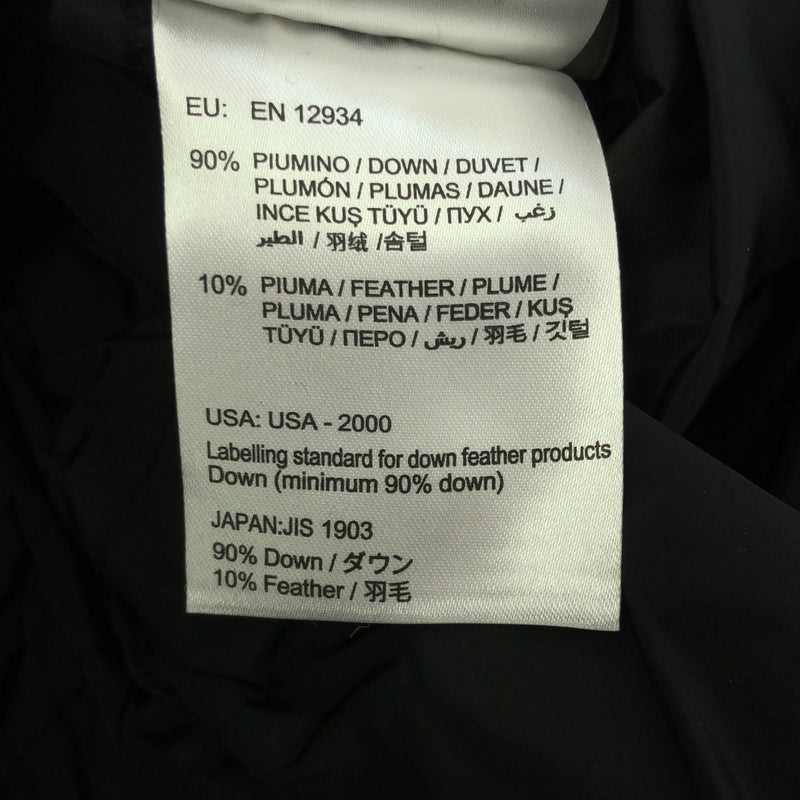 EU: EN 12934
90% PIUMINO / DOWN / DUVET /
PLUMÓN / PLUMAS / DAUNE /
INCE KUŞ TÜYÜ / ПУХ / زغب
الطير / 羽绒 /솜털
10% PIUMA / FEATHER / PLUME /
PLUMA / PENA / FEDER / KUŞ
TÜYÜ / ПЕРО / ريش / 羽毛 / 깃털
USA: USA - 2000
Labelling standard for down feather products
Down (minimum 90% down)
JAPAN:JIS 1903
90% Down / ダウン
10% Feather / 羽毛